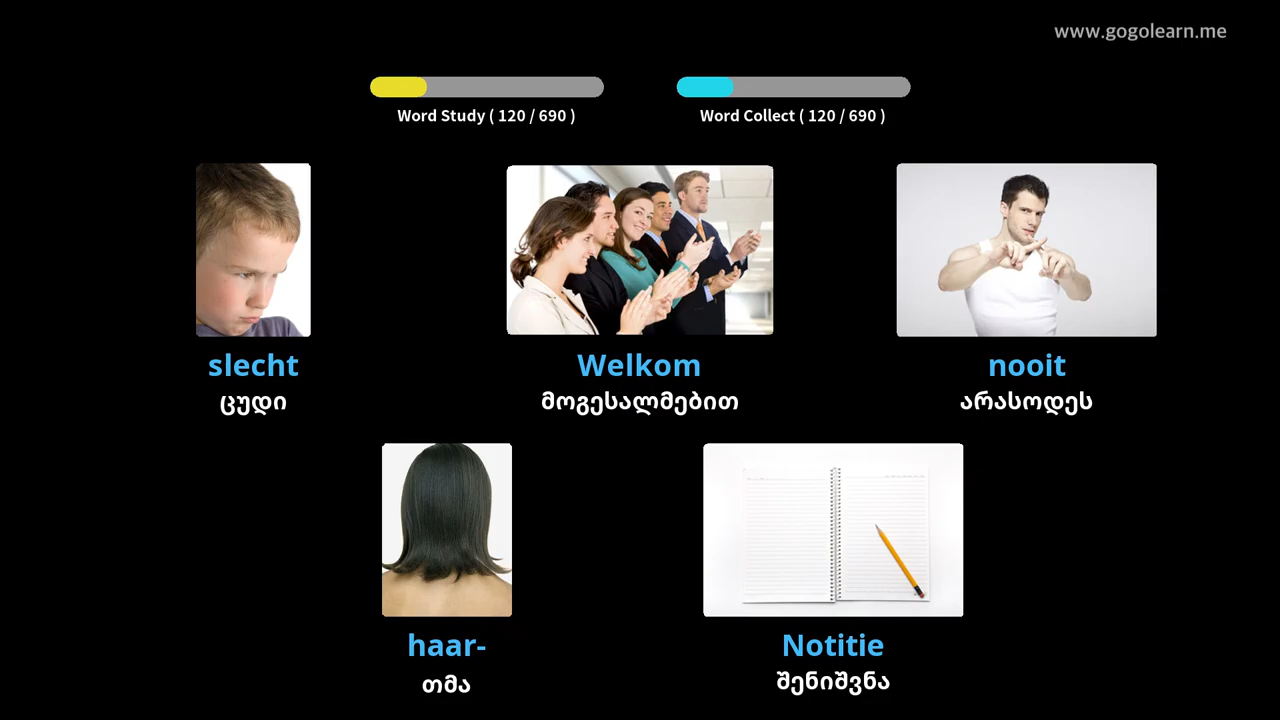 www.gogolearn.me
Word Study ( 120 / 690 )
Word Collect ( 120 / 690 )
slecht
ცუდი
Welkom
მოგესალმებით
nooit
არასოდეს
haar-
თმა
Notitie
შენიშვნა